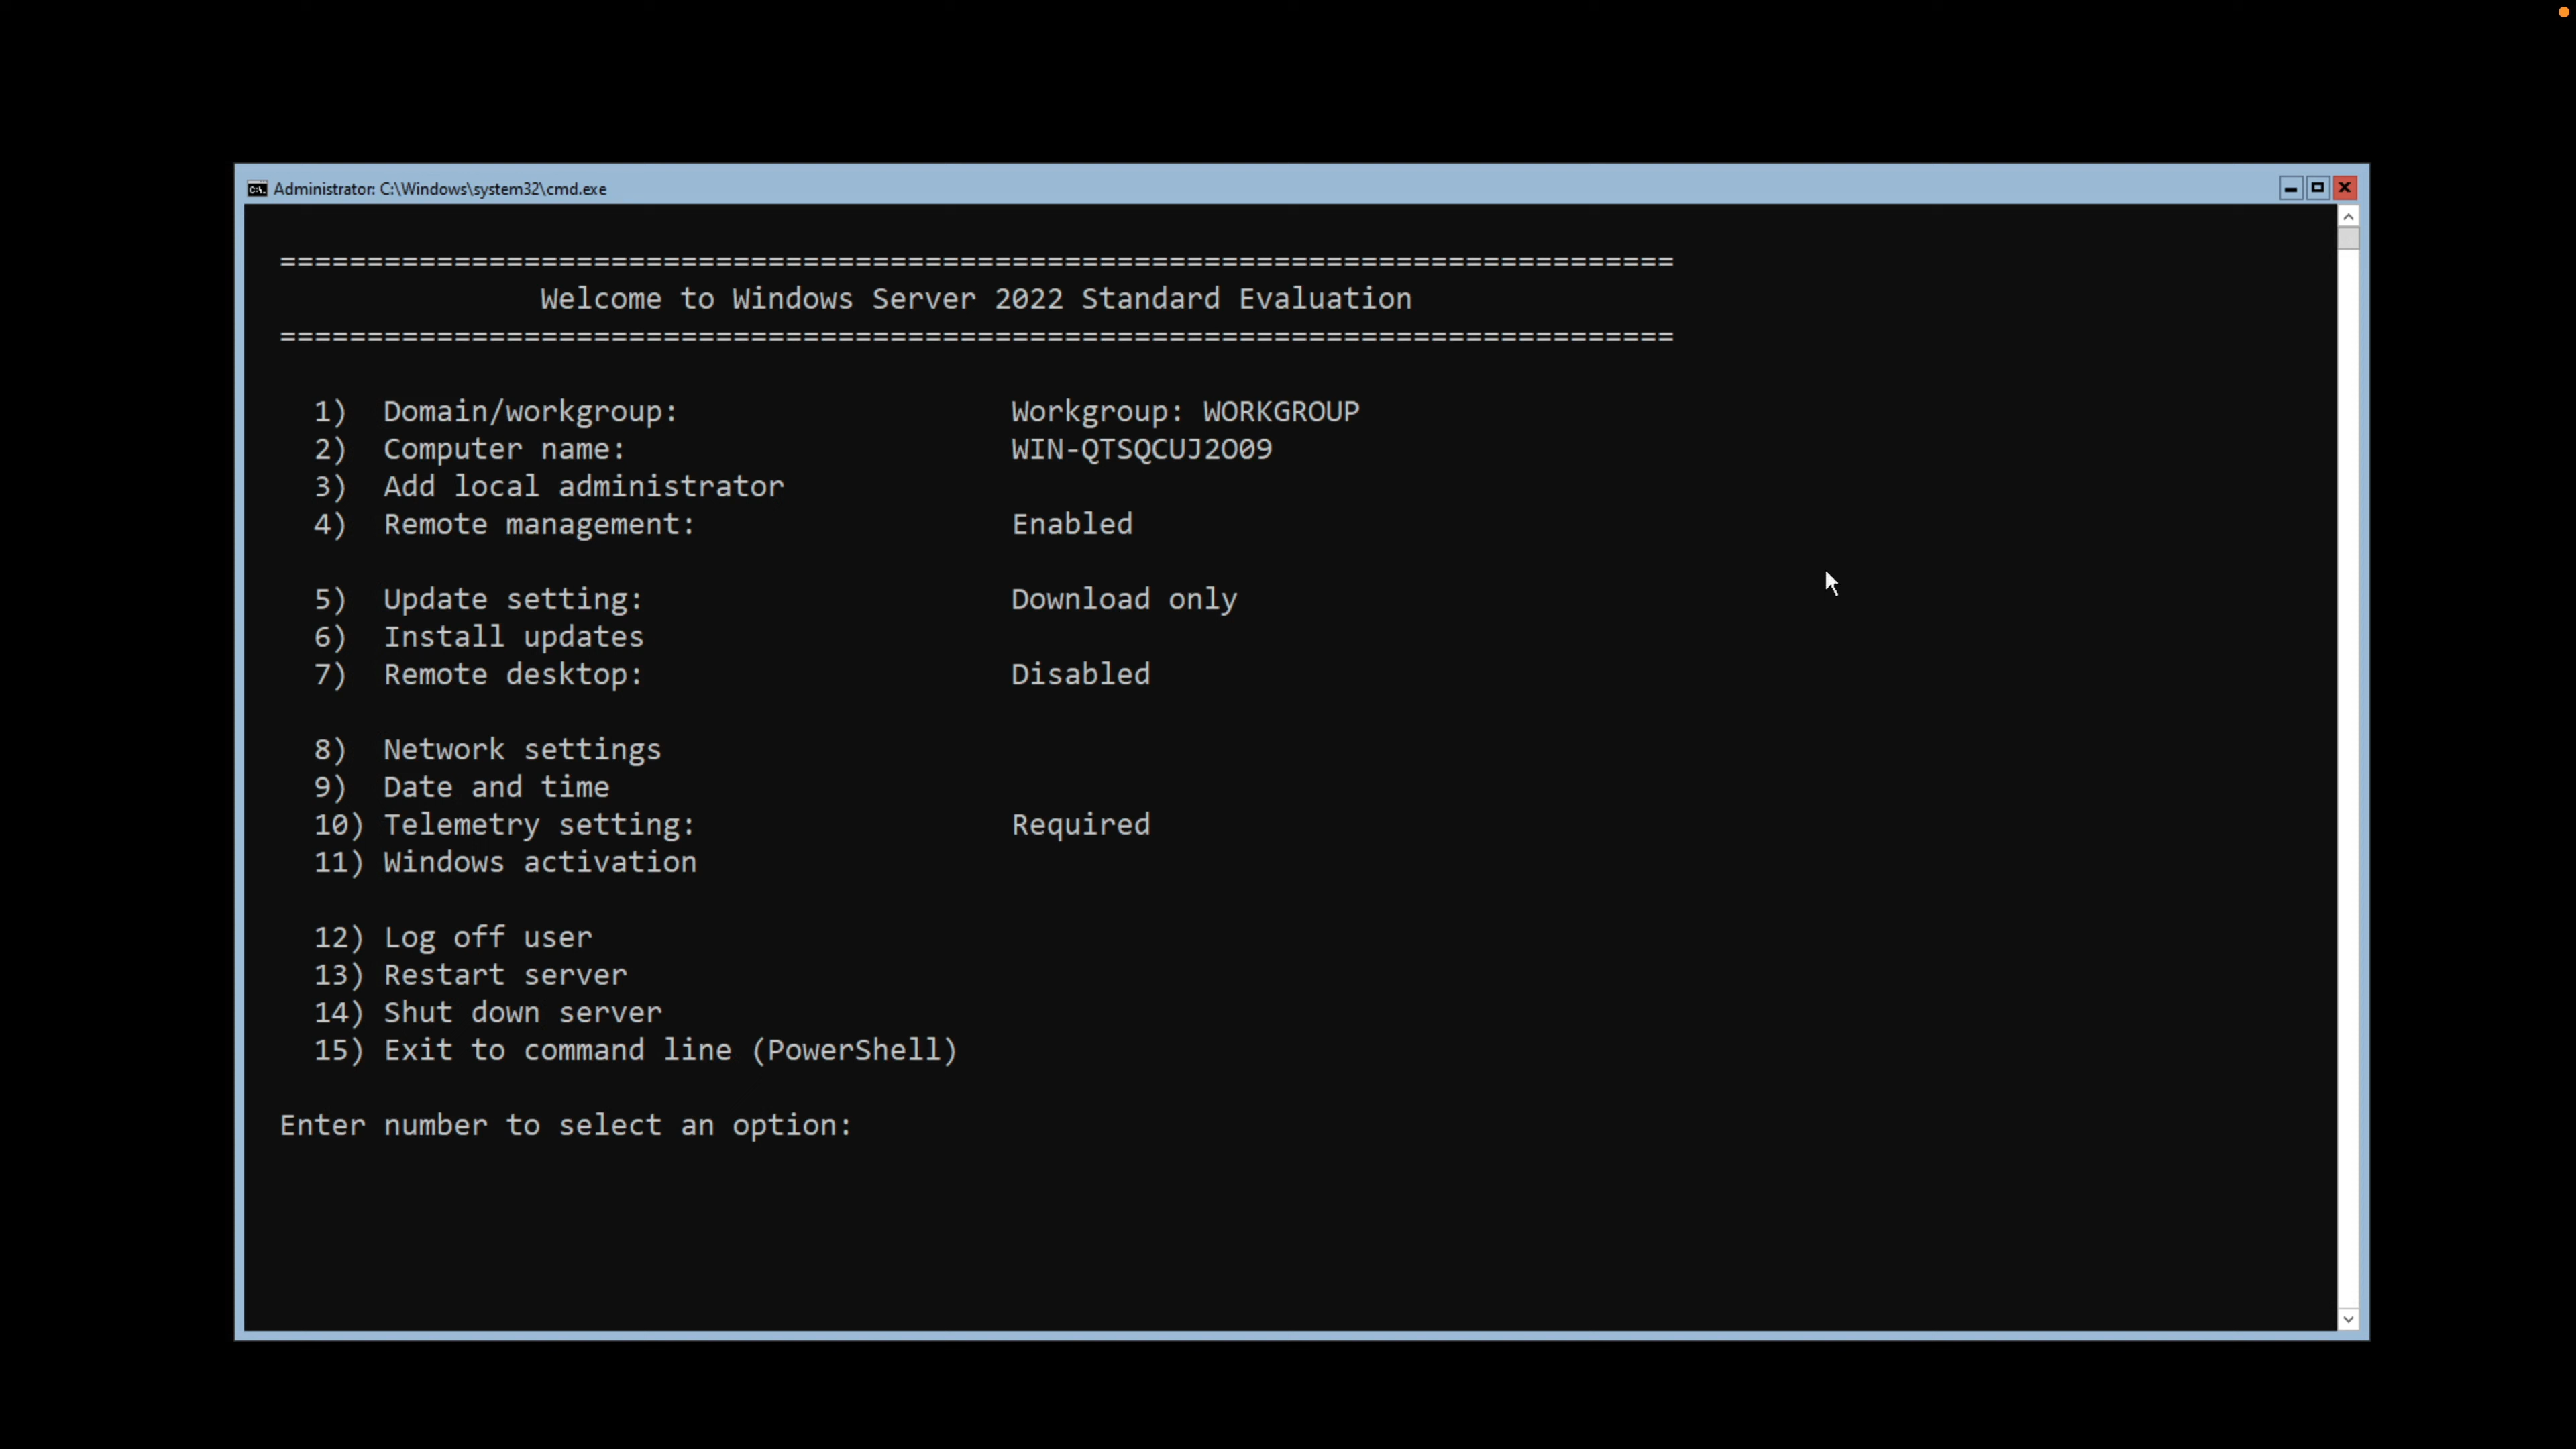 Administrator: C:\Windows\system32\cmd.exe
================================================================================
Welcome to Windows Server 2022 Standard Evaluation
================================================================================
1) Domain/workgroup: Workgroup: WORKGROUP
2) Computer name: WIN-QTSQCUJ2O09
3) Add local administrator
4) Remote management: Enabled
5) Update setting: Download only
6) Install updates
7) Remote desktop: Disabled
8) Network settings
9) Date and time
10) Telemetry setting: Required
11) Windows activation
12) Log off user
13) Restart server
14) Shut down server
15) Exit to command line (PowerShell)
Enter number to select an option: